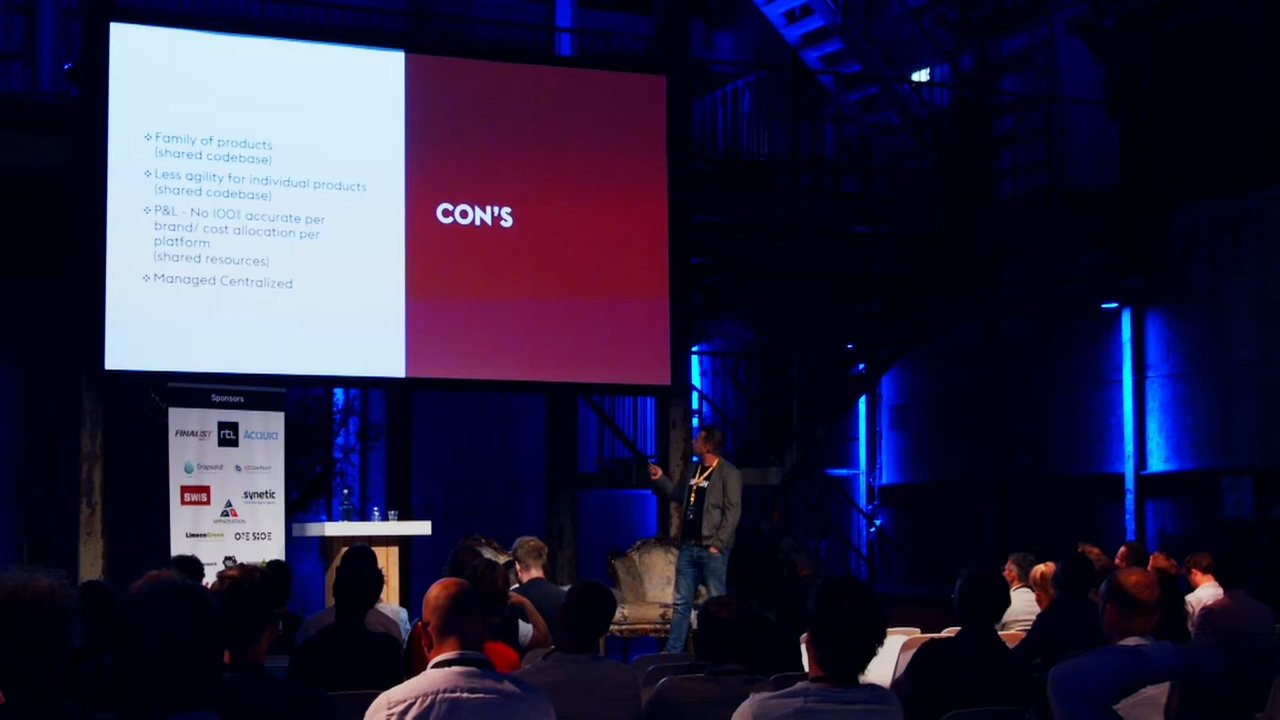 ❖ Family of products
(shared codebase)
❖ Less agility for individual products
(shared codebase)
❖ P&L - No 100% accurate per
brand/ cost allocation per
platform
(shared resources)
❖ Managed Centralized
CON'S
Sponsors
FINALIST
rtl
ACQUIA
Dropsolid
SWIS
synetic
APPNOVATION
LimoenGroen
ONE SHOE